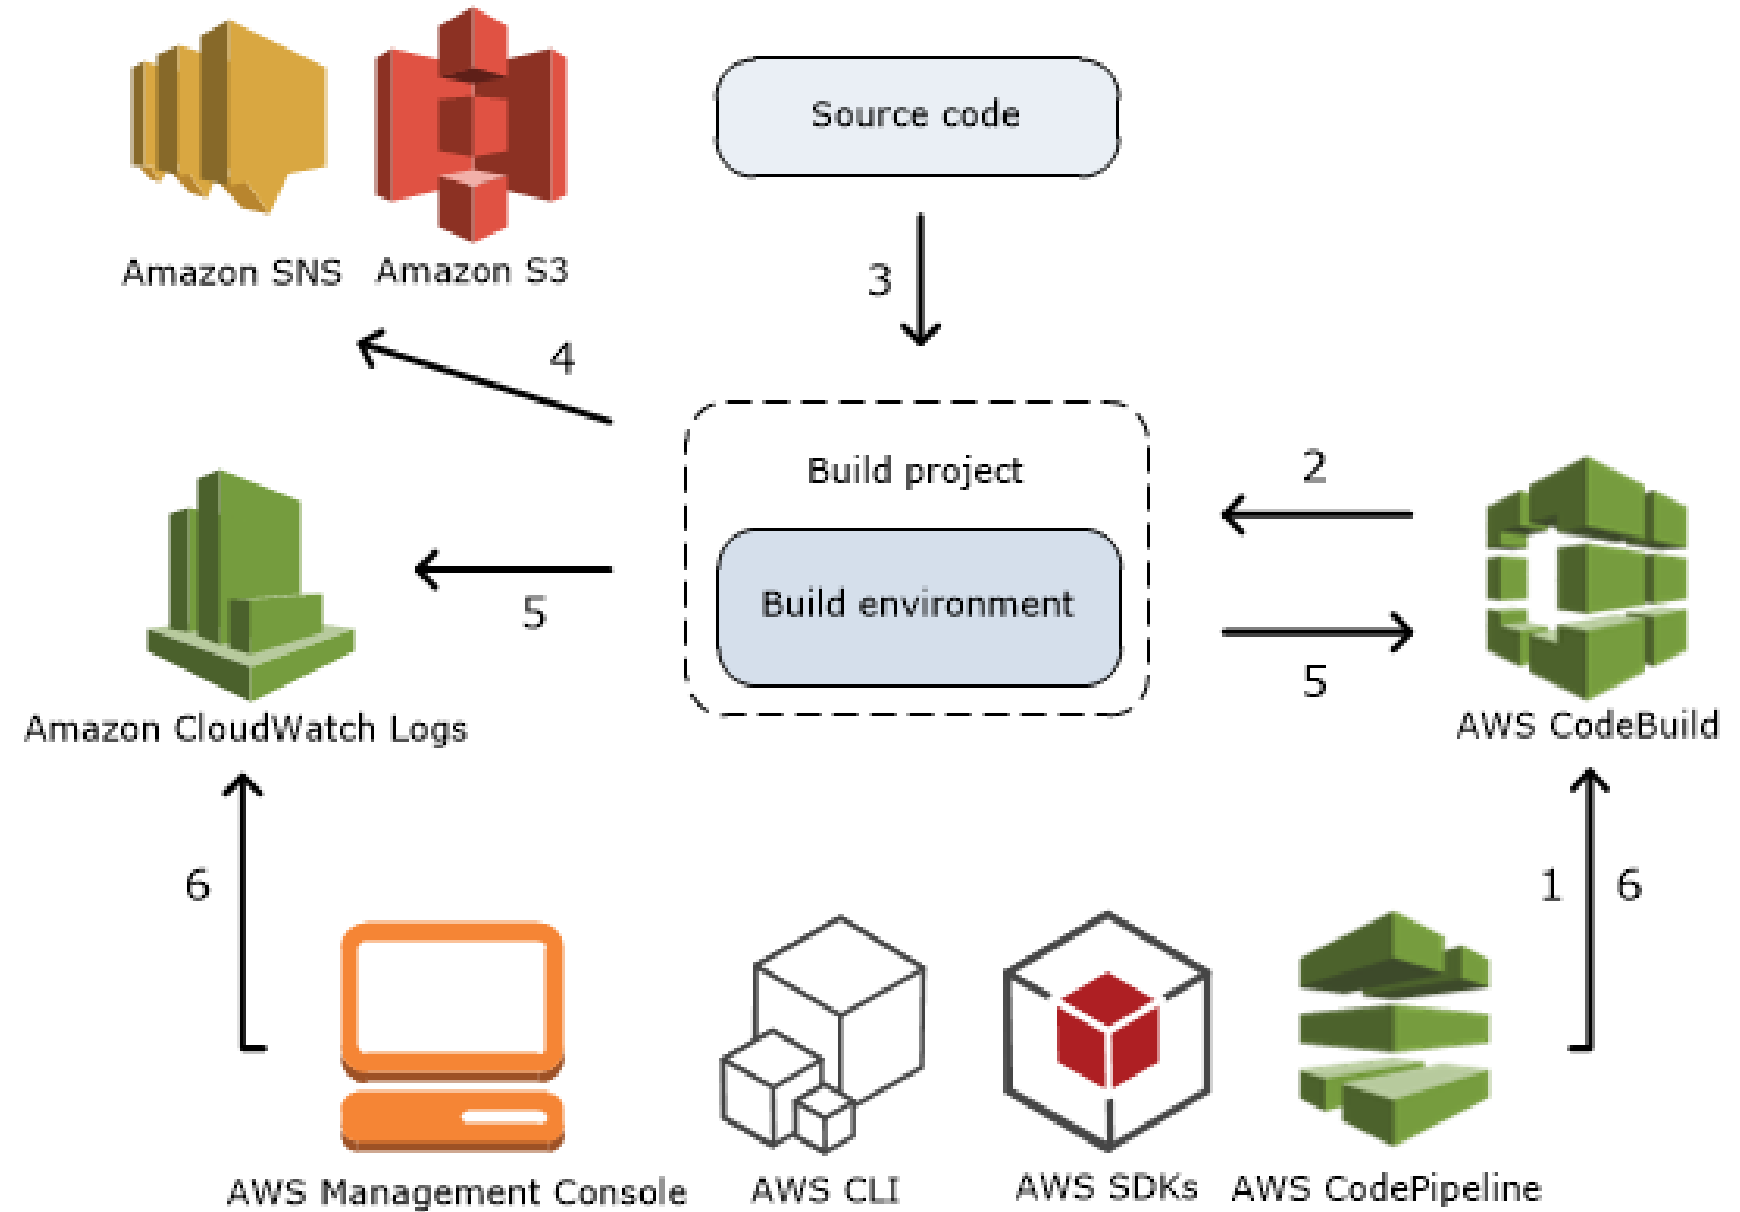 Source code
Amazon SNS
Amazon S3
3
4
Build project
2
Build environment
5
5
Amazon CloudWatch Logs
AWS CodeBuild
6
1
6
AWS Management Console
AWS CLI
AWS SDKs
AWS CodePipeline